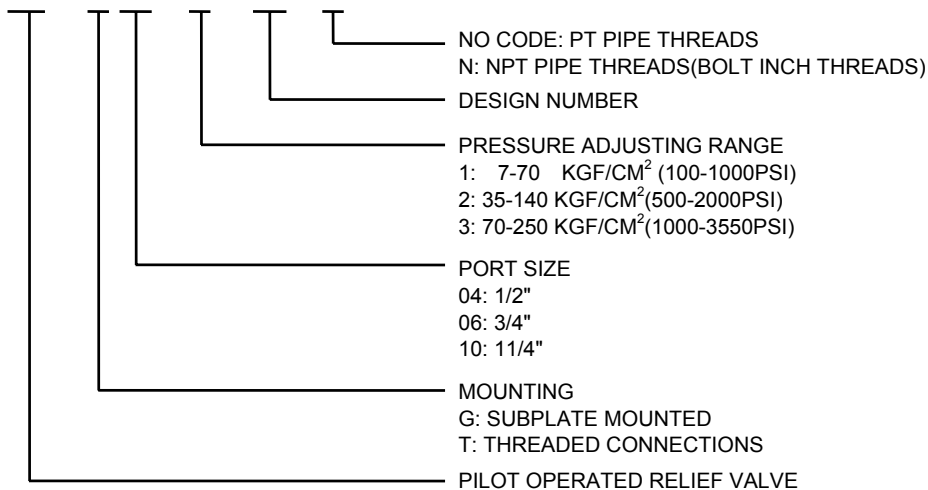 NO CODE: PT PIPE THREADS
N: NPT PIPE THREADS(BOLT INCH THREADS)
DESIGN NUMBER
PRESSURE ADJUSTING RANGE
1: 7-70 KGF/CM² (100-1000PSI)
2: 35-140 KGF/CM²(500-2000PSI)
3: 70-250 KGF/CM²(1000-3550PSI)
PORT SIZE
04: 1/2"
06: 3/4"
10: 11/4"
MOUNTING
G: SUBPLATE MOUNTED
T: THREADED CONNECTIONS
PILOT OPERATED RELIEF VALVE